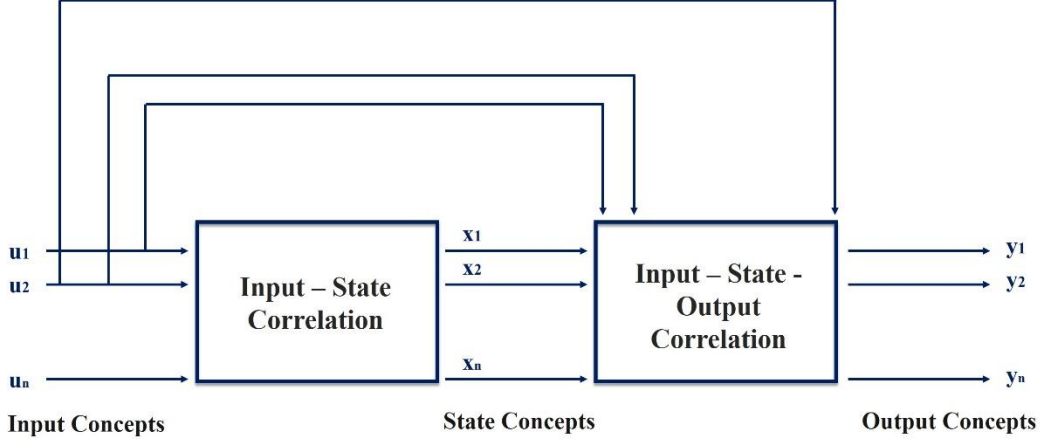 u1
u2
un
Input Concepts
Input – State
Correlation
x1
x2
xn
State Concepts
Input – State -
Output
Correlation
y1
y2
yn
Output Concepts